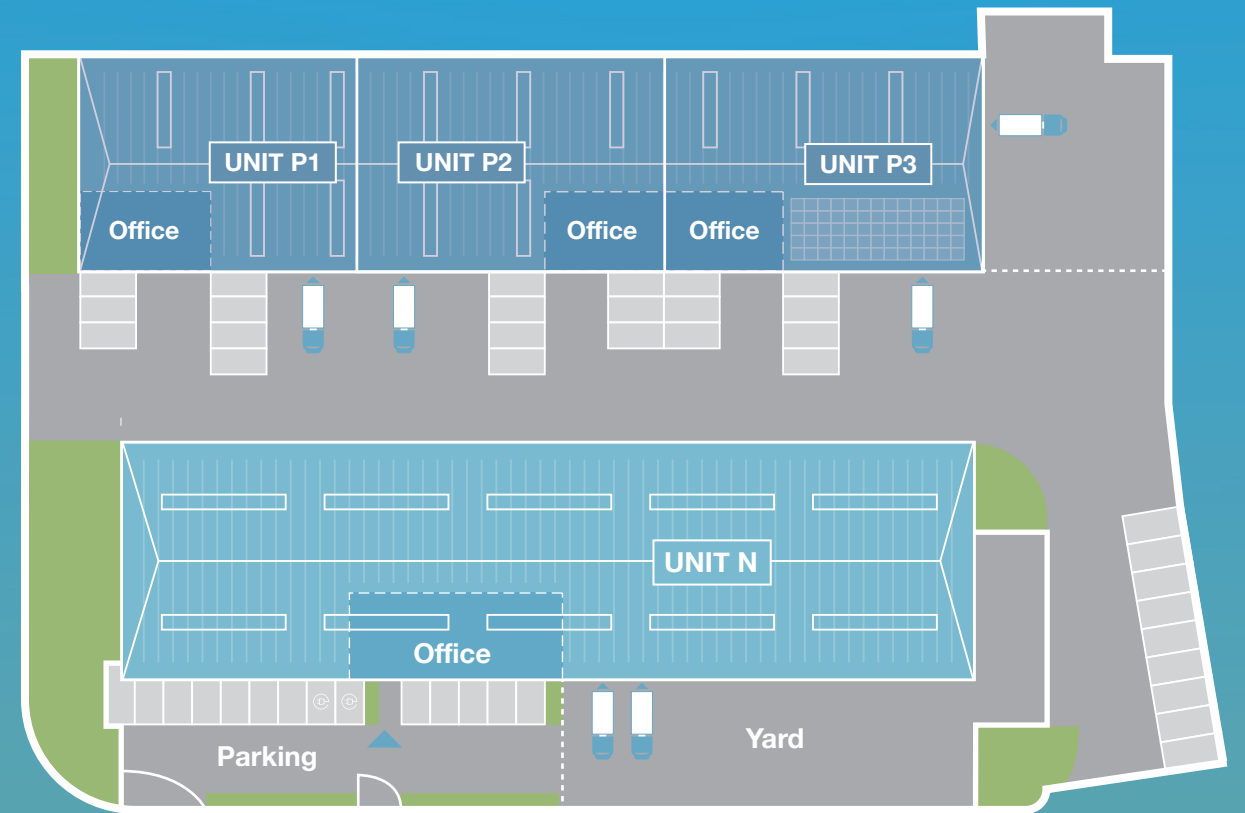 UNIT P1
UNIT P2
UNIT P3
Office
Office
Office
UNIT N
Office
Parking
Yard